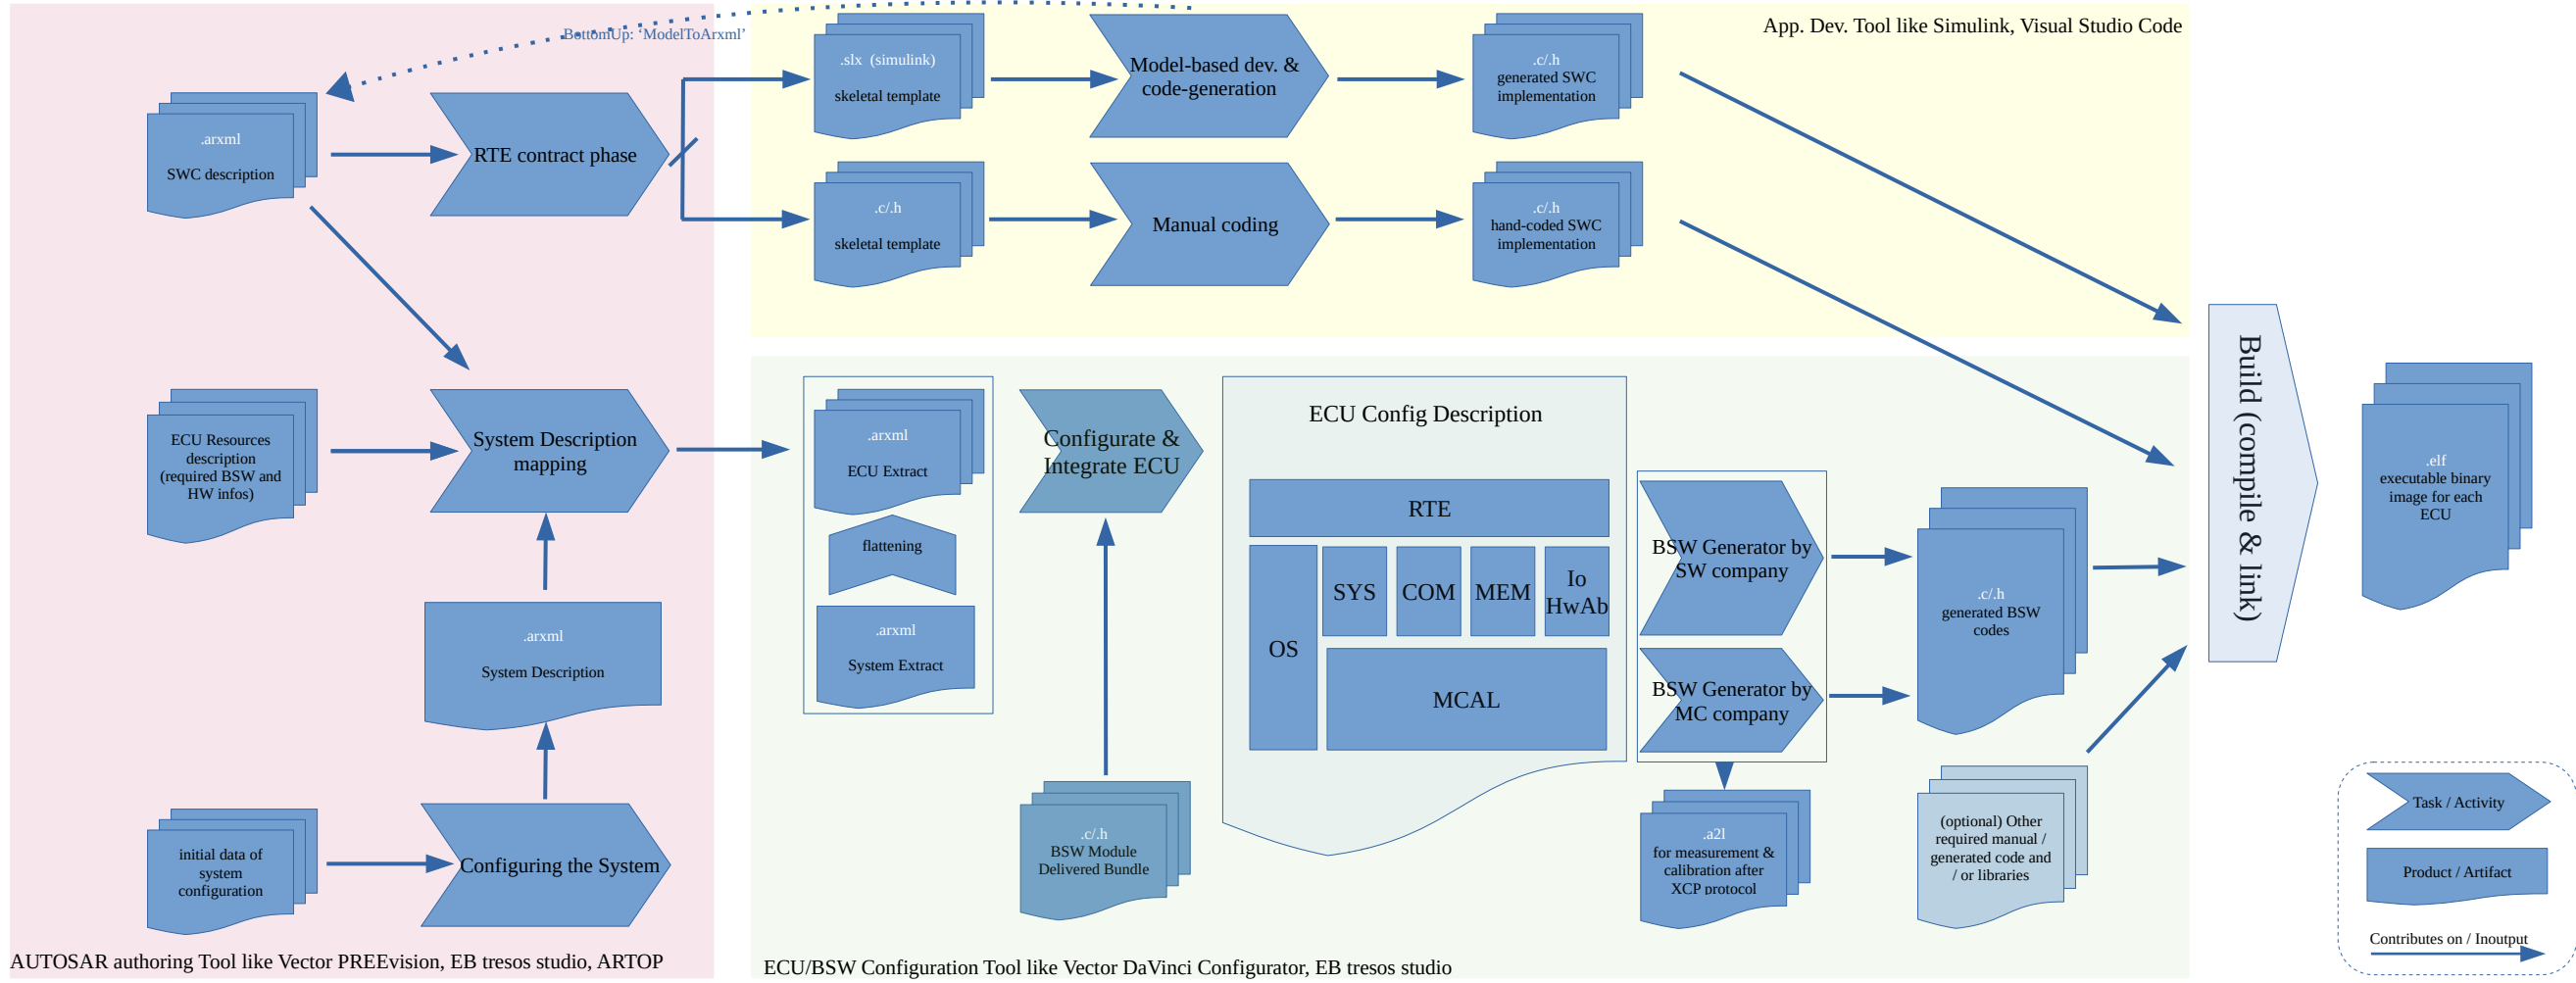 BottomUp: ‘ModelToArxml’
App. Dev. Tool like Simulink, Visual Studio Code
.arxml
SWC description
RTE contract phase
.slx (simulink)
skeletal template
Model-based dev. &
code-generation
.c/.h
generated SWC
implementation
.c/.h
skeletal template
Manual coding
.c/.h
hand-coded SWC
implementation
ECU Resources
description
(required BSW and
HW infos)
System Description
mapping
.arxml
System Description
initial data of
system
configuration
Configuring the System
AUTOSAR authoring Tool like Vector PREEvision, EB tresos studio, ARTOP
.arxml
ECU Extract
flattening
.arxml
System Extract
Configurate &
Integrate ECU
.c/.h
BSW Module
Delivered Bundle
ECU Config Description
RTE
OS
SYS
COM
MEM
Io
HwAb
MCAL
BSW Generator by
SW company
BSW Generator by
MC company
.a2l
for measurement &
calibration after
XCP protocol
.c/.h
generated BSW
codes
(optional) Other
required manual /
generated code and
/ or libraries
ECU/BSW Configuration Tool like Vector DaVinci Configurator, EB tresos studio
Build (compile & link)
.elf
executable binary
image for each
ECU
Task / Activity
Product / Artifact
Contributes on / Inoutput